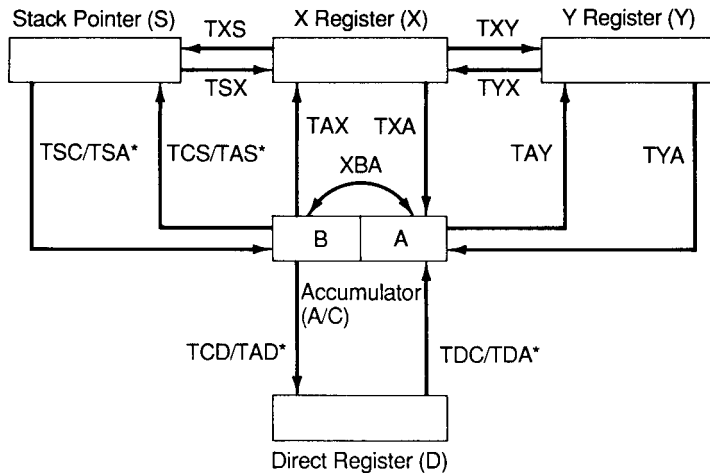 Stack Pointer (S)
X Register (X)
Y Register (Y)
TXS
TXY
TSX
TYX
TSC/TSA*
TCS/TAS*
TAX
TXA
TAY
TYA
XBA
B
A
Accumulator
(A/C)
TCD/TAD*
TDC/TDA*
Direct Register (D)